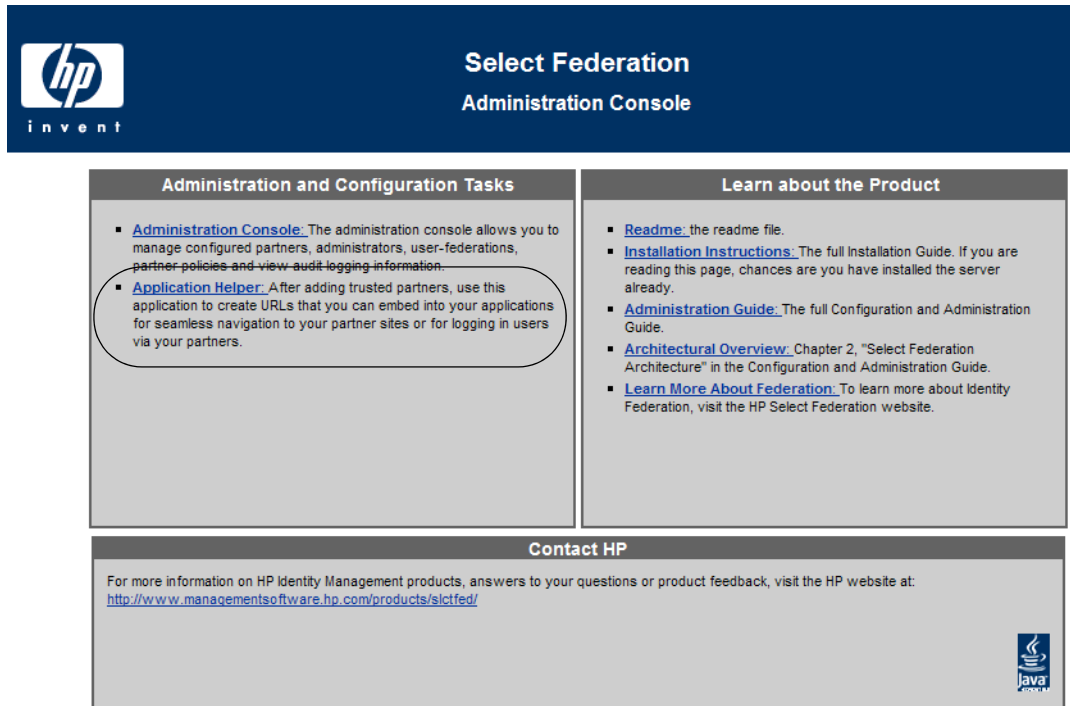 hp
invent
Select Federation
Administration Console
Administration and Configuration Tasks
Administration Console: The administration console allows you to
manage configured partners, administrators, user-federations,
partner policies and view audit logging information.
Application Helper: After adding trusted partners, use this
application to create URLs that you can embed into your applications
for seamless navigation to your partner sites or for logging in users
via your partners.
Learn about the Product
Readme: the readme file.
Installation Instructions: The full Installation Guide. If you are
reading this page, chances are you have installed the server
already.
Administration Guide: The full Configuration and Administration
Guide.
Architectural Overview: Chapter 2, "Select Federation
Architecture" in the Configuration and Administration Guide.
Learn More About Federation: To learn more about Identity
Federation, visit the HP Select Federation website.
Contact HP
For more information on HP Identity Management products, answers to your questions or product feedback, visit the HP website at:
http://www.managementsoftware.hp.com/products/slctfed/
Java